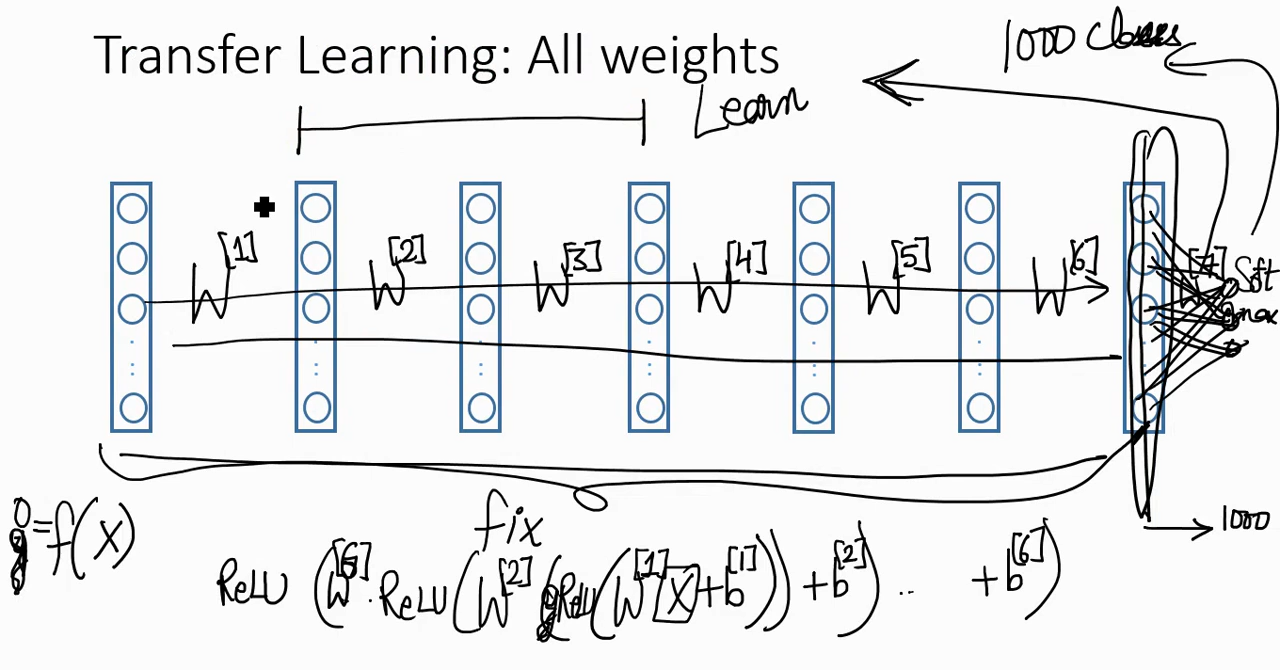 Transfer Learning: All weights
1000 classes
Learn
W[1] W[2] W[3] W[4] W[5] W[6] W[7] Soft
max
fix
1000
ŷ=f(x)
ReLU (W[6]. ReLU(W[2] ReLU(W[1]X+b[1])) +b[2]) .. +b[6])